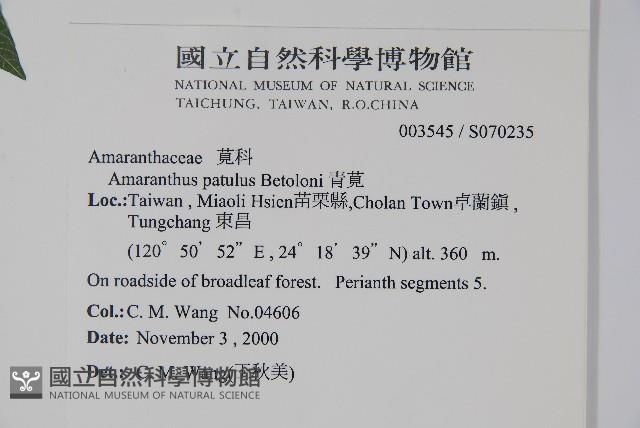 國立自然科學博物館
NATIONAL MUSEUM OF NATURAL SCIENCE
TAICHUNG, TAIWAN, R.O.CHINA
003545 / S070235
Amaranthaceae 莧科
Amaranthus patulus Betoloni 青莧
Loc.:Taiwan , Miaoli Hsien苗栗縣,Cholan Town卓蘭鎮 ,
Tungchang 東昌
(120° 50′ 52” E , 24° 18′ 39” N) alt. 360 m.
On roadside of broadleaf forest. Perianth segments 5.
Col.: C. M. Wang No.04606
Date: November 3 , 2000
Det.: C. M. Wang 秋美)
國立自然科學博物館
NATIONAL MUSEUM OF NATURAL SCIENCE